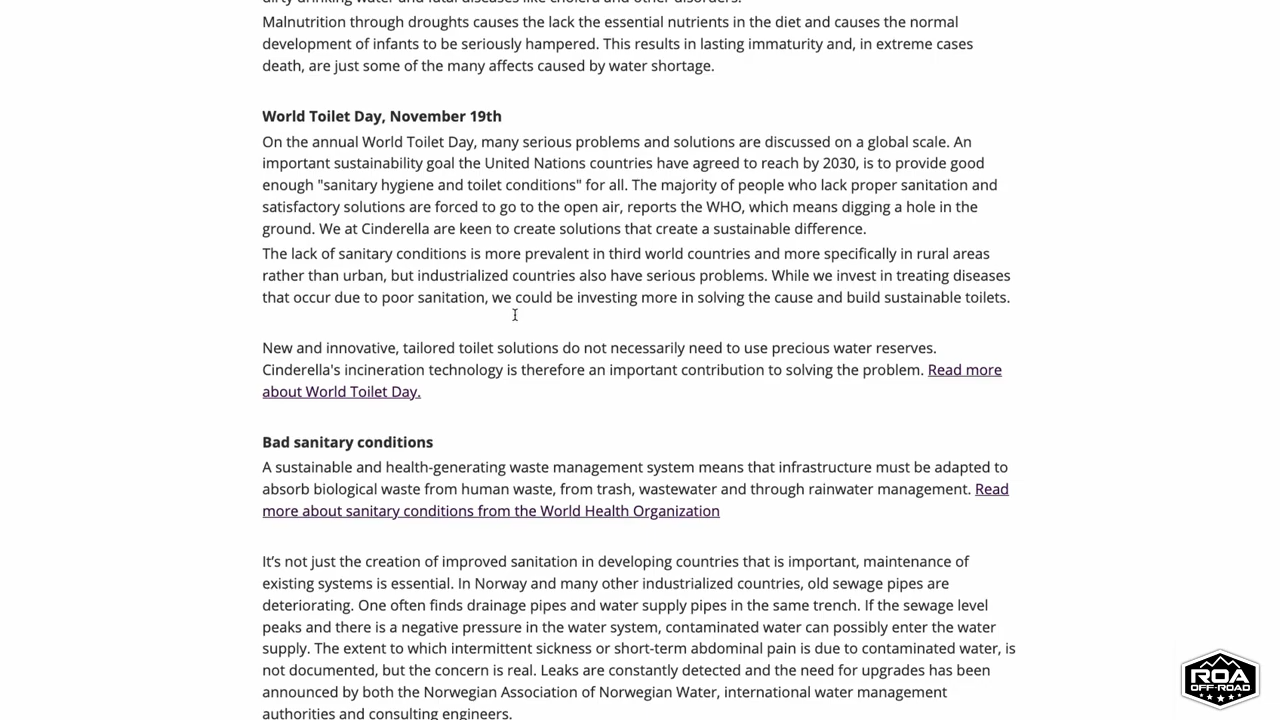 dirty drinking water and fatal diseases like cholera and other disorders.
Malnutrition through droughts causes the lack the essential nutrients in the diet and causes the normal
development of infants to be seriously hampered. This results in lasting immaturity and, in extreme cases
death, are just some of the many affects caused by water shortage.
World Toilet Day, November 19th
On the annual World Toilet Day, many serious problems and solutions are discussed on a global scale. An
important sustainability goal the United Nations countries have agreed to reach by 2030, is to provide good
enough "sanitary hygiene and toilet conditions" for all. The majority of people who lack proper sanitation and
satisfactory solutions are forced to go to the open air, reports the WHO, which means digging a hole in the
ground. We at Cinderella are keen to create solutions that create a sustainable difference.
The lack of sanitary conditions is more prevalent in third world countries and more specifically in rural areas
rather than urban, but industrialized countries also have serious problems. While we invest in treating diseases
that occur due to poor sanitation, we could be investing more in solving the cause and build sustainable toilets.
New and innovative, tailored toilet solutions do not necessarily need to use precious water reserves.
Cinderella's incineration technology is therefore an important contribution to solving the problem. Read more
about World Toilet Day.
Bad sanitary conditions
A sustainable and health-generating waste management system means that infrastructure must be adapted to
absorb biological waste from human waste, from trash, wastewater and through rainwater management. Read
more about sanitary conditions from the World Health Organization
It's not just the creation of improved sanitation in developing countries that is important, maintenance of
existing systems is essential. In Norway and many other industrialized countries, old sewage pipes are
deteriorating. One often finds drainage pipes and water supply pipes in the same trench. If the sewage level
peaks and there is a negative pressure in the water system, contaminated water can possibly enter the water
supply. The extent to which intermittent sickness or short-term abdominal pain is due to contaminated water, is
not documented, but the concern is real. Leaks are constantly detected and the need for upgrades has been
announced by both the Norwegian Association of Norwegian Water, international water management
authorities and consulting engineers.
ROA
OFF-ROAD